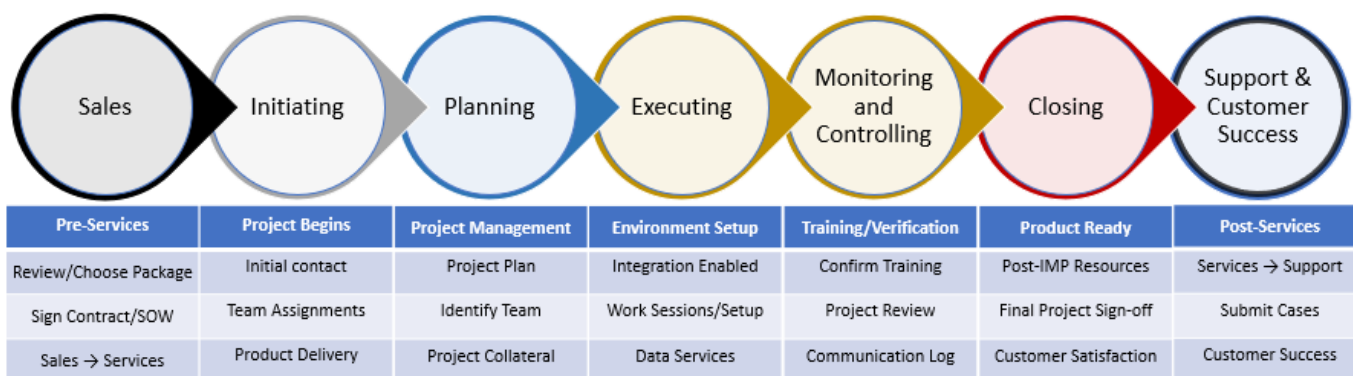 Sales
Initiating
Planning
Executing
Monitoring
and
Controlling
Closing
Support &
Customer
Success
Pre-Services
Project Begins
Project Management
Environment Setup
Training/Verification
Product Ready
Post-Services
Review/Choose Package
Initial contact
Project Plan
Integration Enabled
Confirm Training
Post-IMP Resources
Services → Support
Sign Contract/SOW
Team Assignments
Identify Team
Work Sessions/Setup
Project Review
Final Project Sign-off
Submit Cases
Sales → Services
Product Delivery
Project Collateral
Data Services
Communication Log
Customer Satisfaction
Customer Success